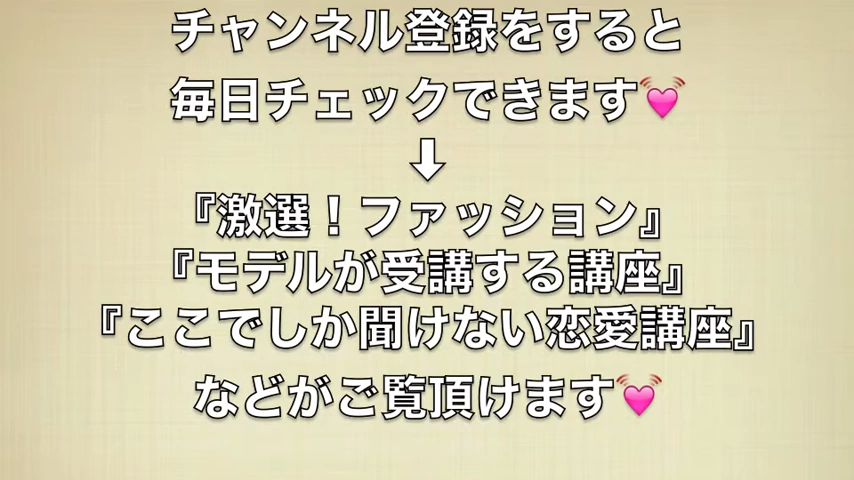 チャンネル登録をすると
毎日チェックできます💓
⬇
『激選！ファッション』
『モデルが受講する講座』
『ここでしか聞けない恋愛講座』
などがご覧頂けます💓